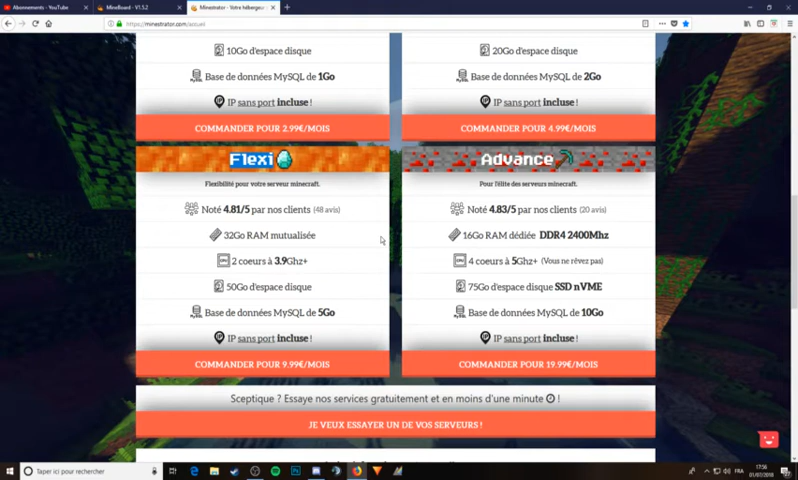 Abonnements - YouTube
MineBoard - V1.5.2
Minestrator - Votre hébergeur
https://minestrator.com/accueil
10Go d'espace disque
20Go d'espace disque
Base de données MySQL de 1Go
Base de données MySQL de 2Go
IP sans port incluse !
IP sans port incluse !
COMMANDER POUR 2.99€/MOIS
COMMANDER POUR 4.99€/MOIS
Flexi
Advance
Flexibilité pour votre serveur minecraft.
Pour l'élite des serveurs minecraft.
Noté 4.81/5 par nos clients (48 avis)
Noté 4.83/5 par nos clients (20 avis)
32Go RAM mutualisée
16Go RAM dédiée DDR4 2400Mhz
2 coeurs à 3.9Ghz+
4 coeurs à 5Ghz+ (Vous ne rêvez pas)
50Go d'espace disque
75Go d'espace disque SSD nVME
Base de données MySQL de 5Go
Base de données MySQL de 10Go
IP sans port incluse !
IP sans port incluse !
COMMANDER POUR 9.99€/MOIS
COMMANDER POUR 19.99€/MOIS
Sceptique ? Essaye nos services gratuitement et en moins d'une minute !
JE VEUX ESSAYER UN DE VOS SERVEURS !
Taper ici pour rechercher
FRA
17:56
01/07/2018